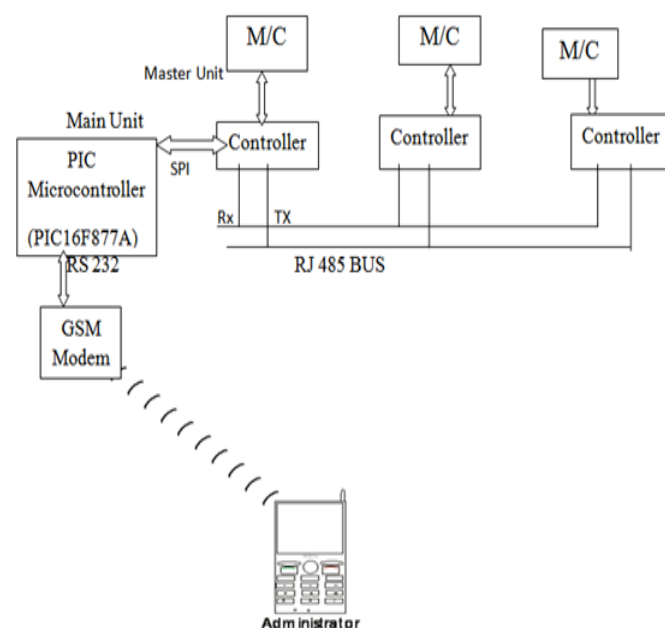 M/C
M/C
M/C
Master Unit
Main Unit
Controller
Controller
Controller
PIC
Microcontroller
(PIC16F877A)
SPI
Rx
TX
RS 232
RJ 485 BUS
GSM
Modem
Administrator